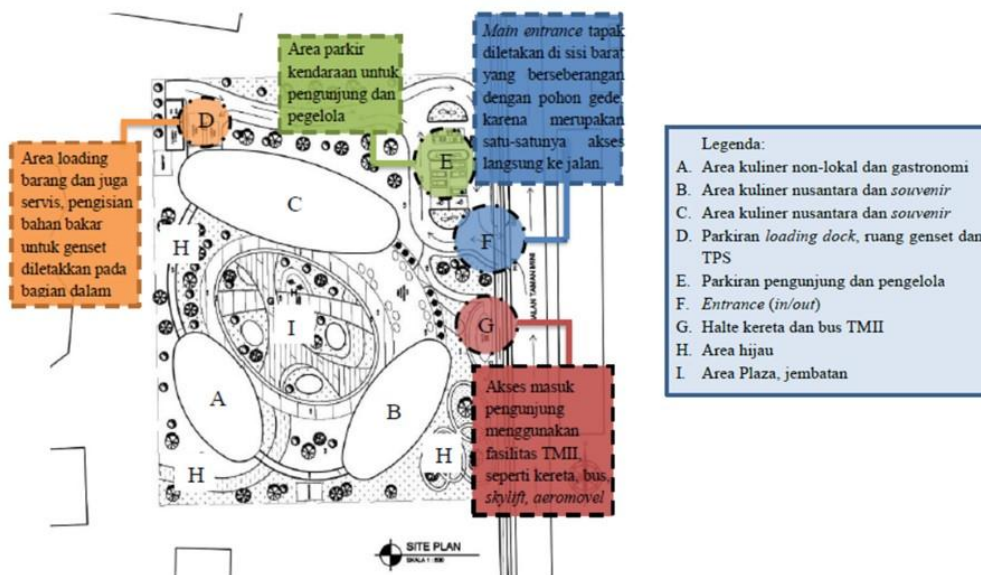 Area parkir
kendaraan untuk
pengunjung dan
pegelola
Main entrance tapak
diletakan di sisi barat
yang berseberangan
dengan pohon gede,
karena merupakan
satu-satunya akses
langsung ke jalan.
Area loading
barang dan juga
servis, pengisian
bahan bakar
untuk genset
diletakkan pada
bagian dalam
D
E
C
F
H
I
G
A
B
H
H
JALAN TAMAN MINI
Akses masuk
pengunjung
menggunakan
fasilitas TMII,
seperti kereta, bus,
skylift, aeromovel
SITE PLAN
Legenda:
A. Area kuliner non-lokal dan gastronomi
B. Area kuliner nusantara dan souvenir
C. Area kuliner nusantara dan souvenir
D. Parkiran loading dock, ruang genset dan
TPS
E. Parkiran pengunjung dan pengelola
F. Entrance (in/out)
G. Halte kereta dan bus TMII
H. Area hijau
I. Area Plaza, jembatan